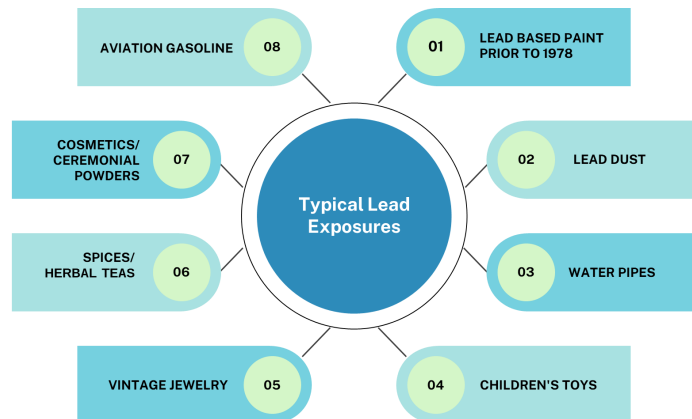 Typical Lead
Exposures
01
LEAD BASED PAINT
PRIOR TO 1978
02
LEAD DUST
03
WATER PIPES
04
CHILDREN'S TOYS
05
VINTAGE JEWELRY
06
SPICES/
HERBAL TEAS
07
COSMETICS/
CEREMONIAL
POWDERS
08
AVIATION GASOLINE